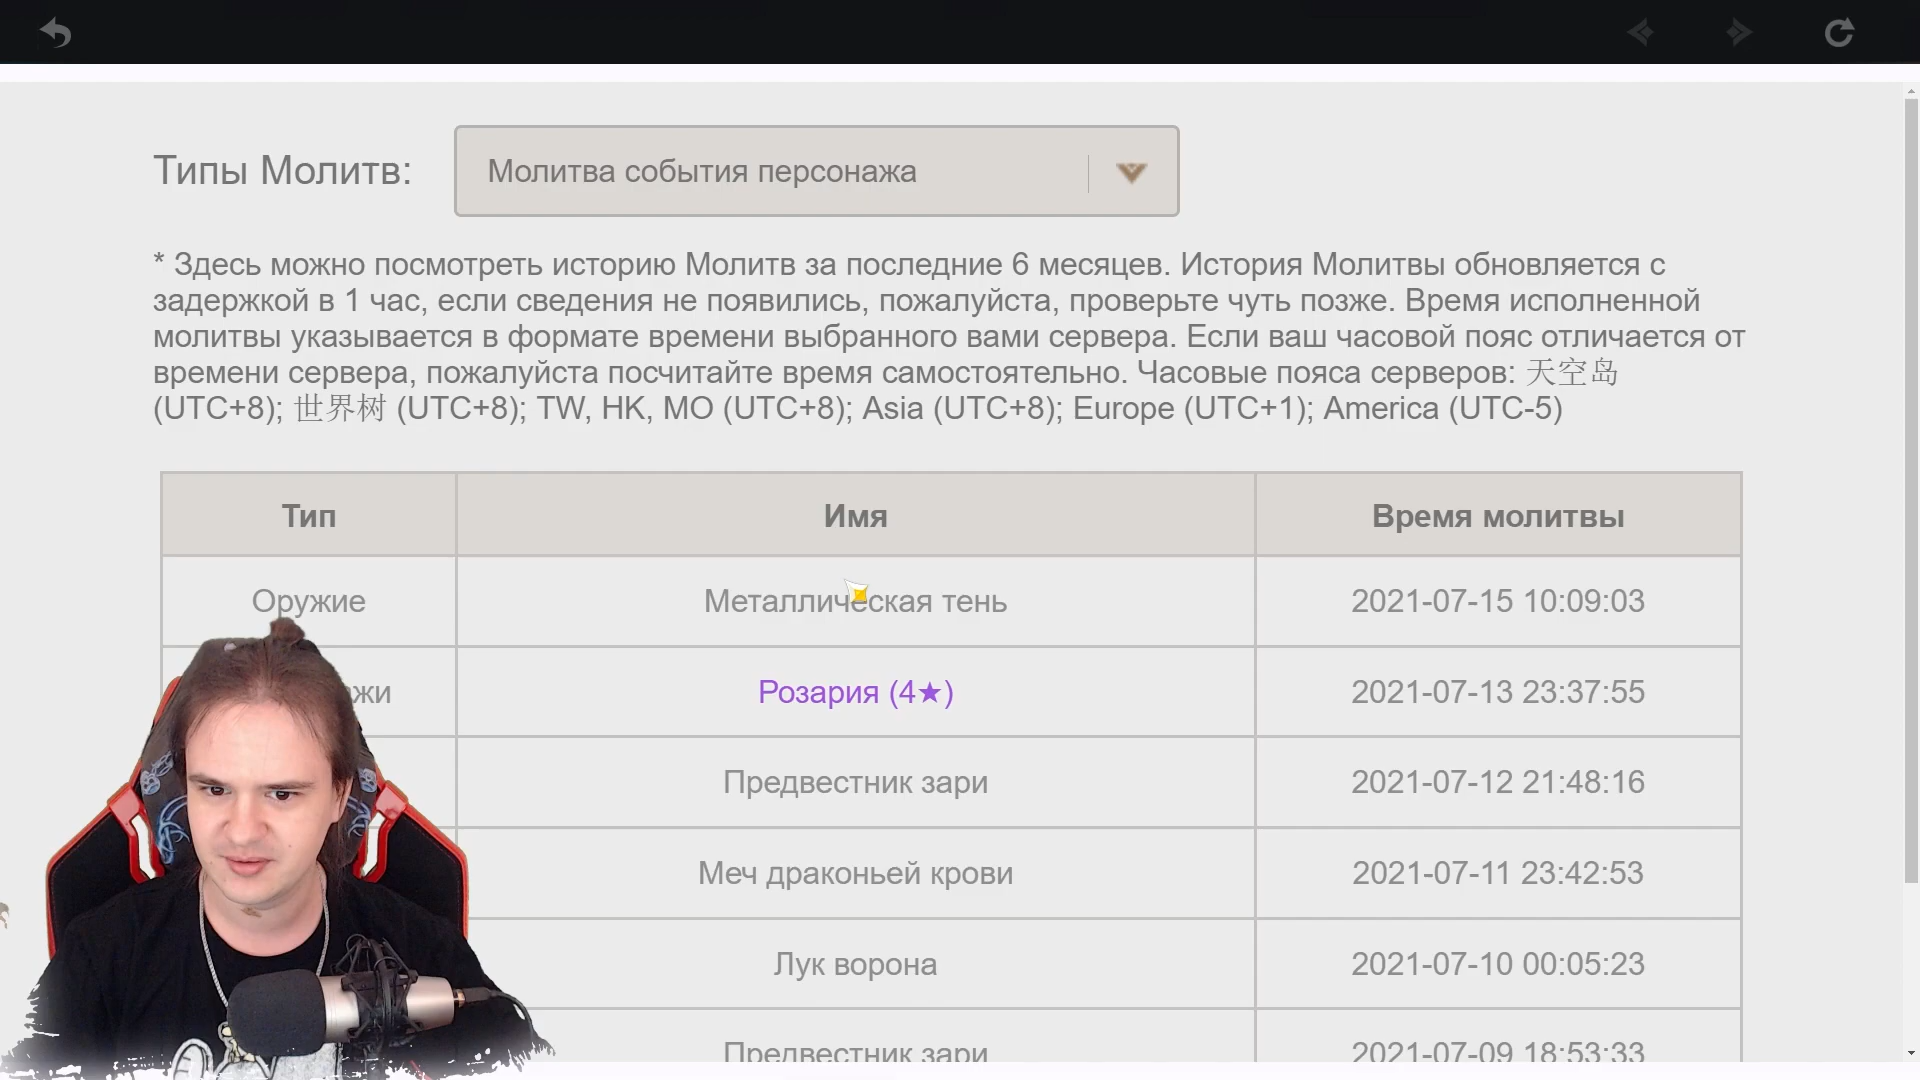 Типы Молитв:
Молитва события персонажа
* Здесь можно посмотреть историю Молитв за последние 6 месяцев. История Молитвы обновляется с
задержкой в 1 час, если сведения не появились, пожалуйста, проверьте чуть позже. Время исполненной
молитвы указывается в формате времени выбранного вами сервера. Если ваш часовой пояс отличается от
времени сервера, пожалуйста посчитайте время самостоятельно. Часовые пояса серверов: 天空岛
(UTC+8); 世界树 (UTC+8); TW, HK, MO (UTC+8); Asia (UTC+8); Europe (UTC+1); America (UTC-5)
Тип Имя Время молитвы
Оружие Металлическая тень 2021-07-15 10:09:03
жи Розария (4★) 2021-07-13 23:37:55
Предвестник зари 2021-07-12 21:48:16
Меч драконьей крови 2021-07-11 23:42:53
Лук ворона 2021-07-10 00:05:23
Предвестник зари 2021-07-09 18:53:33